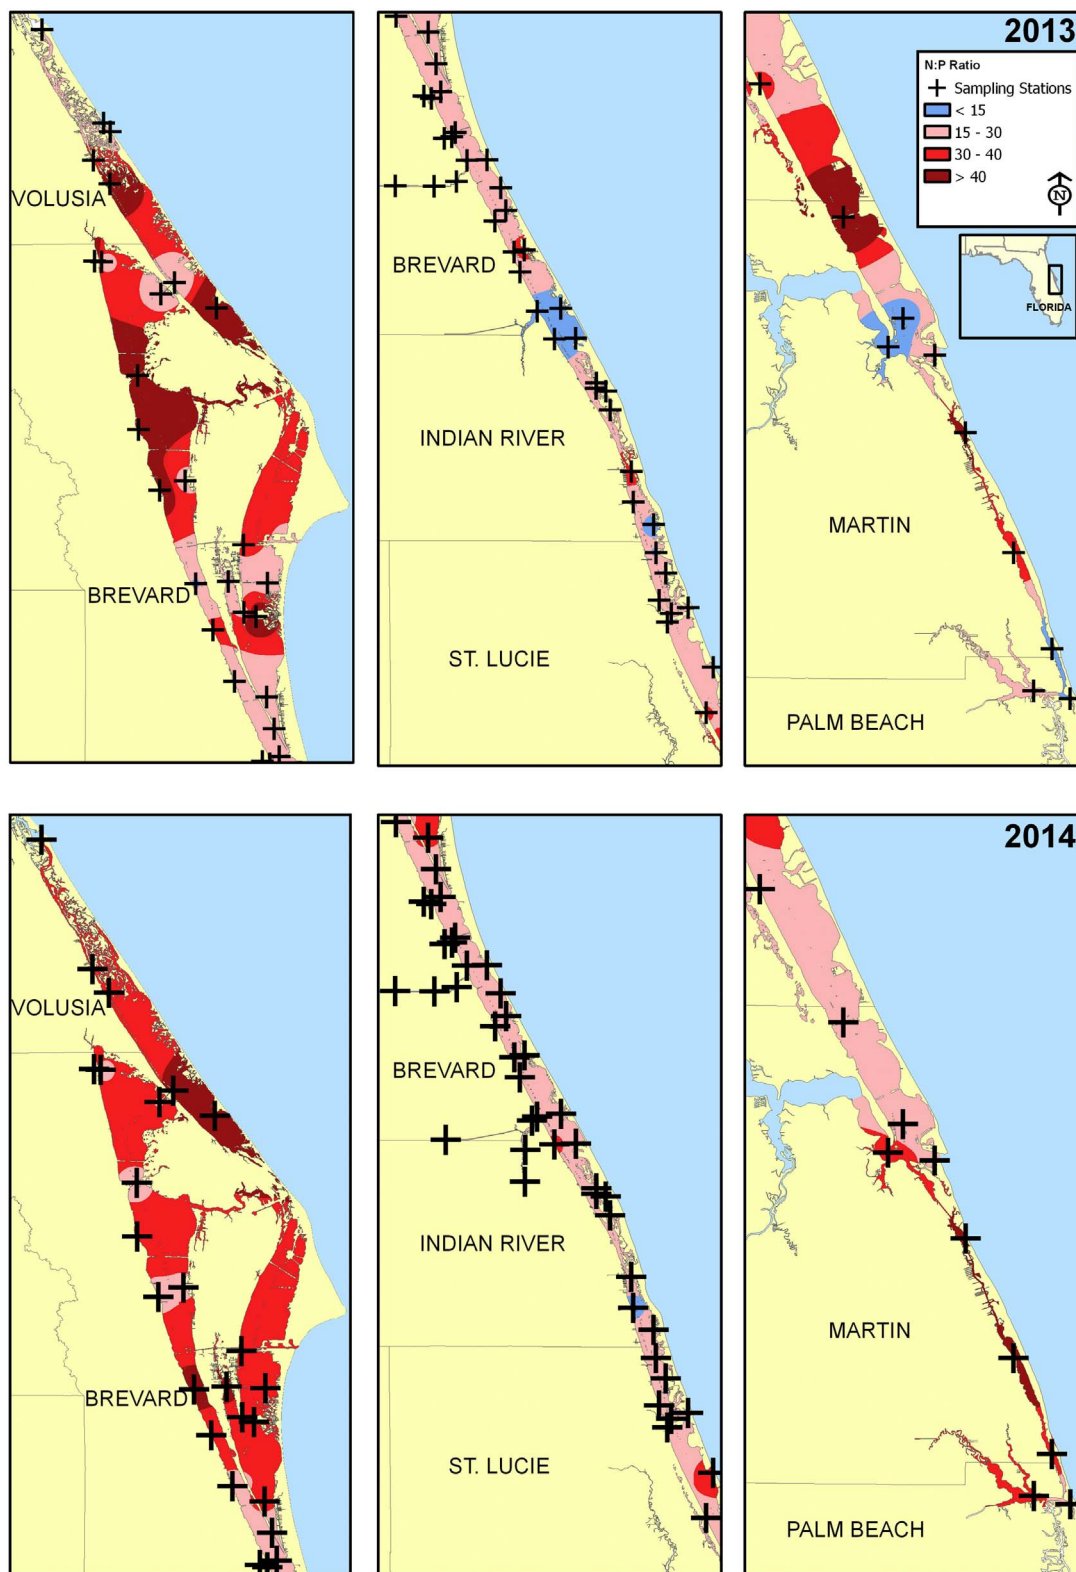 2013
N:P Ratio
Sampling Stations
< 15
15 - 30
30 - 40
> 40
N
FLORIDA
VOLUSIA
BREVARD
BREVARD
INDIAN RIVER
ST. LUCIE
MARTIN
PALM BEACH
2014
VOLUSIA
BREVARD
BREVARD
INDIAN RIVER
ST. LUCIE
MARTIN
PALM BEACH